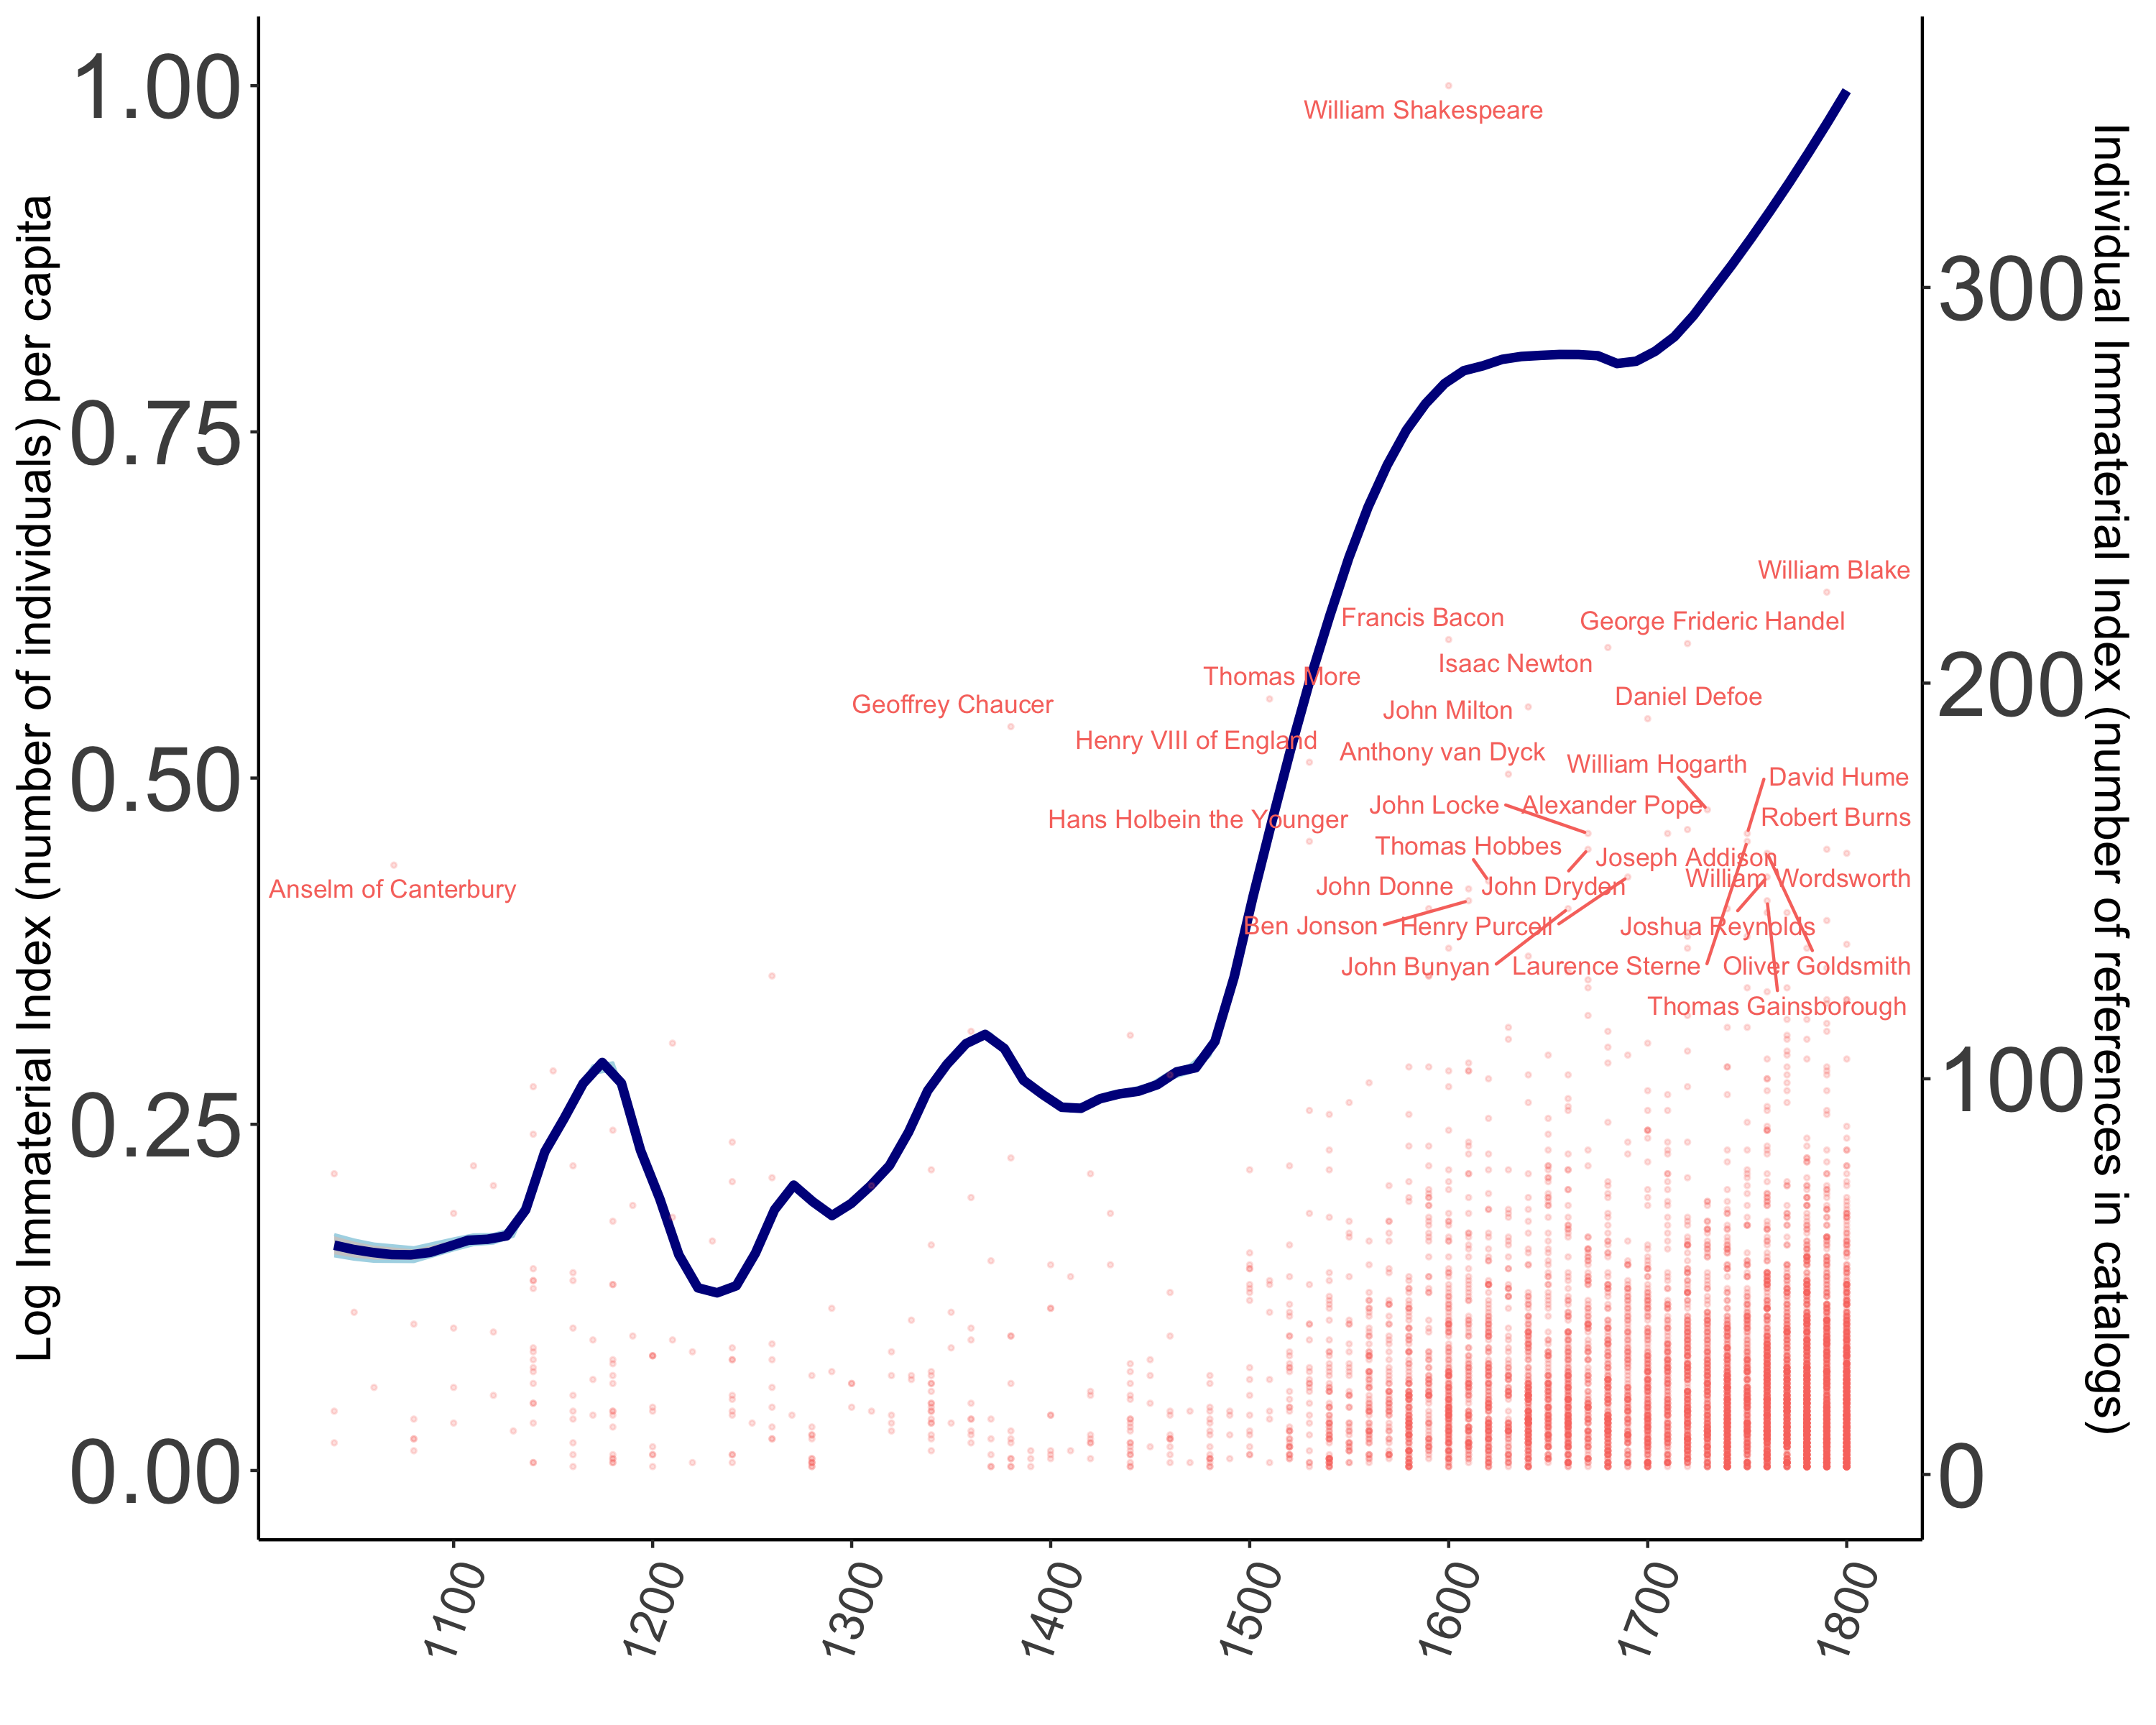 Log Immaterial Index (number of individuals) per capita
1.00
0.75
0.50
0.25
0.00
William Shakespeare
William Blake
Francis Bacon
George Frideric Handel
Isaac Newton
Thomas More
Daniel Defoe
Geoffrey Chaucer
John Milton
Henry VIII of England
Anthony van Dyck
William Hogarth
David Hume
John Locke
Alexander Pope
Robert Burns
Hans Holbein the Younger
Thomas Hobbes
Joseph Addison
Anselm of Canterbury
John Donne
John Dryden
William Wordsworth
Ben Jonson
Henry Purcell
Joshua Reynolds
John Bunyan
Laurence Sterne
Oliver Goldsmith
Thomas Gainsborough
300
200
100
0
Individual Immaterial Index (number of references in catalogs)
1100
1200
1300
1400
1500
1600
1700
1800